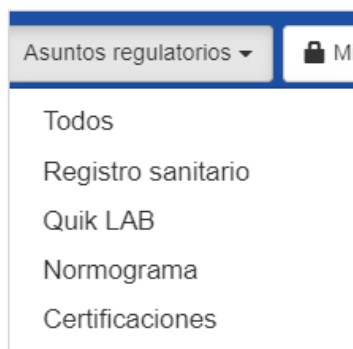 Asuntos regulatorios
Todos
Registro sanitario
Quik LAB
Normograma
Certificaciones